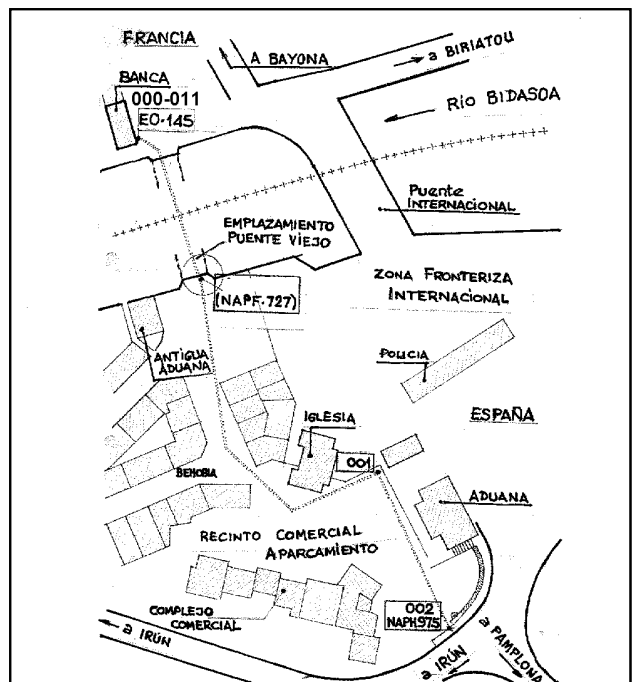 FRANCIA
A BAYONA
a BIRIATOU
BANCA
000-011
EO-145
RÍO BIDASOA
Puente
INTERNACIONAL
EMPLAZAMIENTO
PUENTE VIEJO
(NAPF-727)
ZONA FRONTERIZA
INTERNACIONAL
ANTIGUA
ADUANA
POLICIA
ESPAÑA
IGLESIA
001
BEHOBIA
ADUANA
RECINTO COMERCIAL
APARCAMIENTO
COMPLEJO
COMERCIAL
002
NAPH975
a IRÚN
a IRÚN
a PAMPLONA